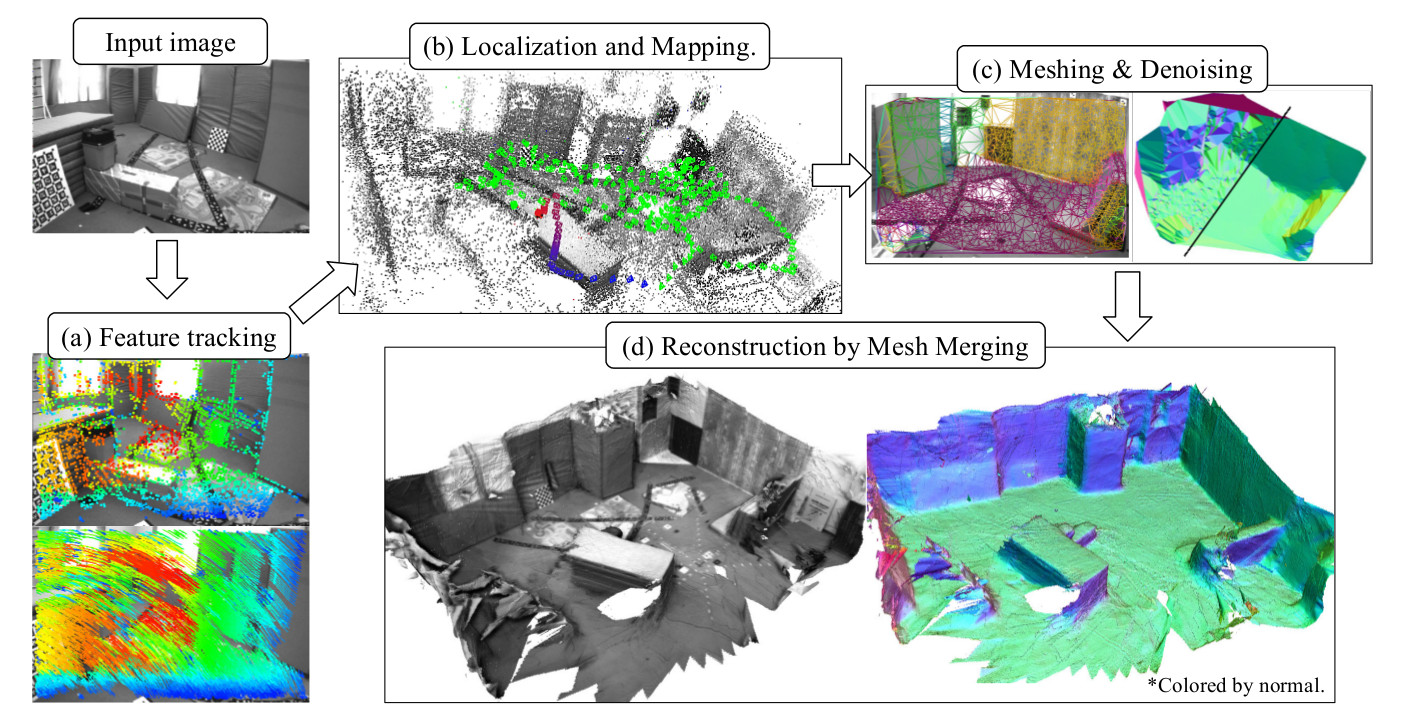 Input image
(a) Feature tracking
(b) Localization and Mapping.
(c) Meshing & Denoising
(d) Reconstruction by Mesh Merging
*Colored by normal.